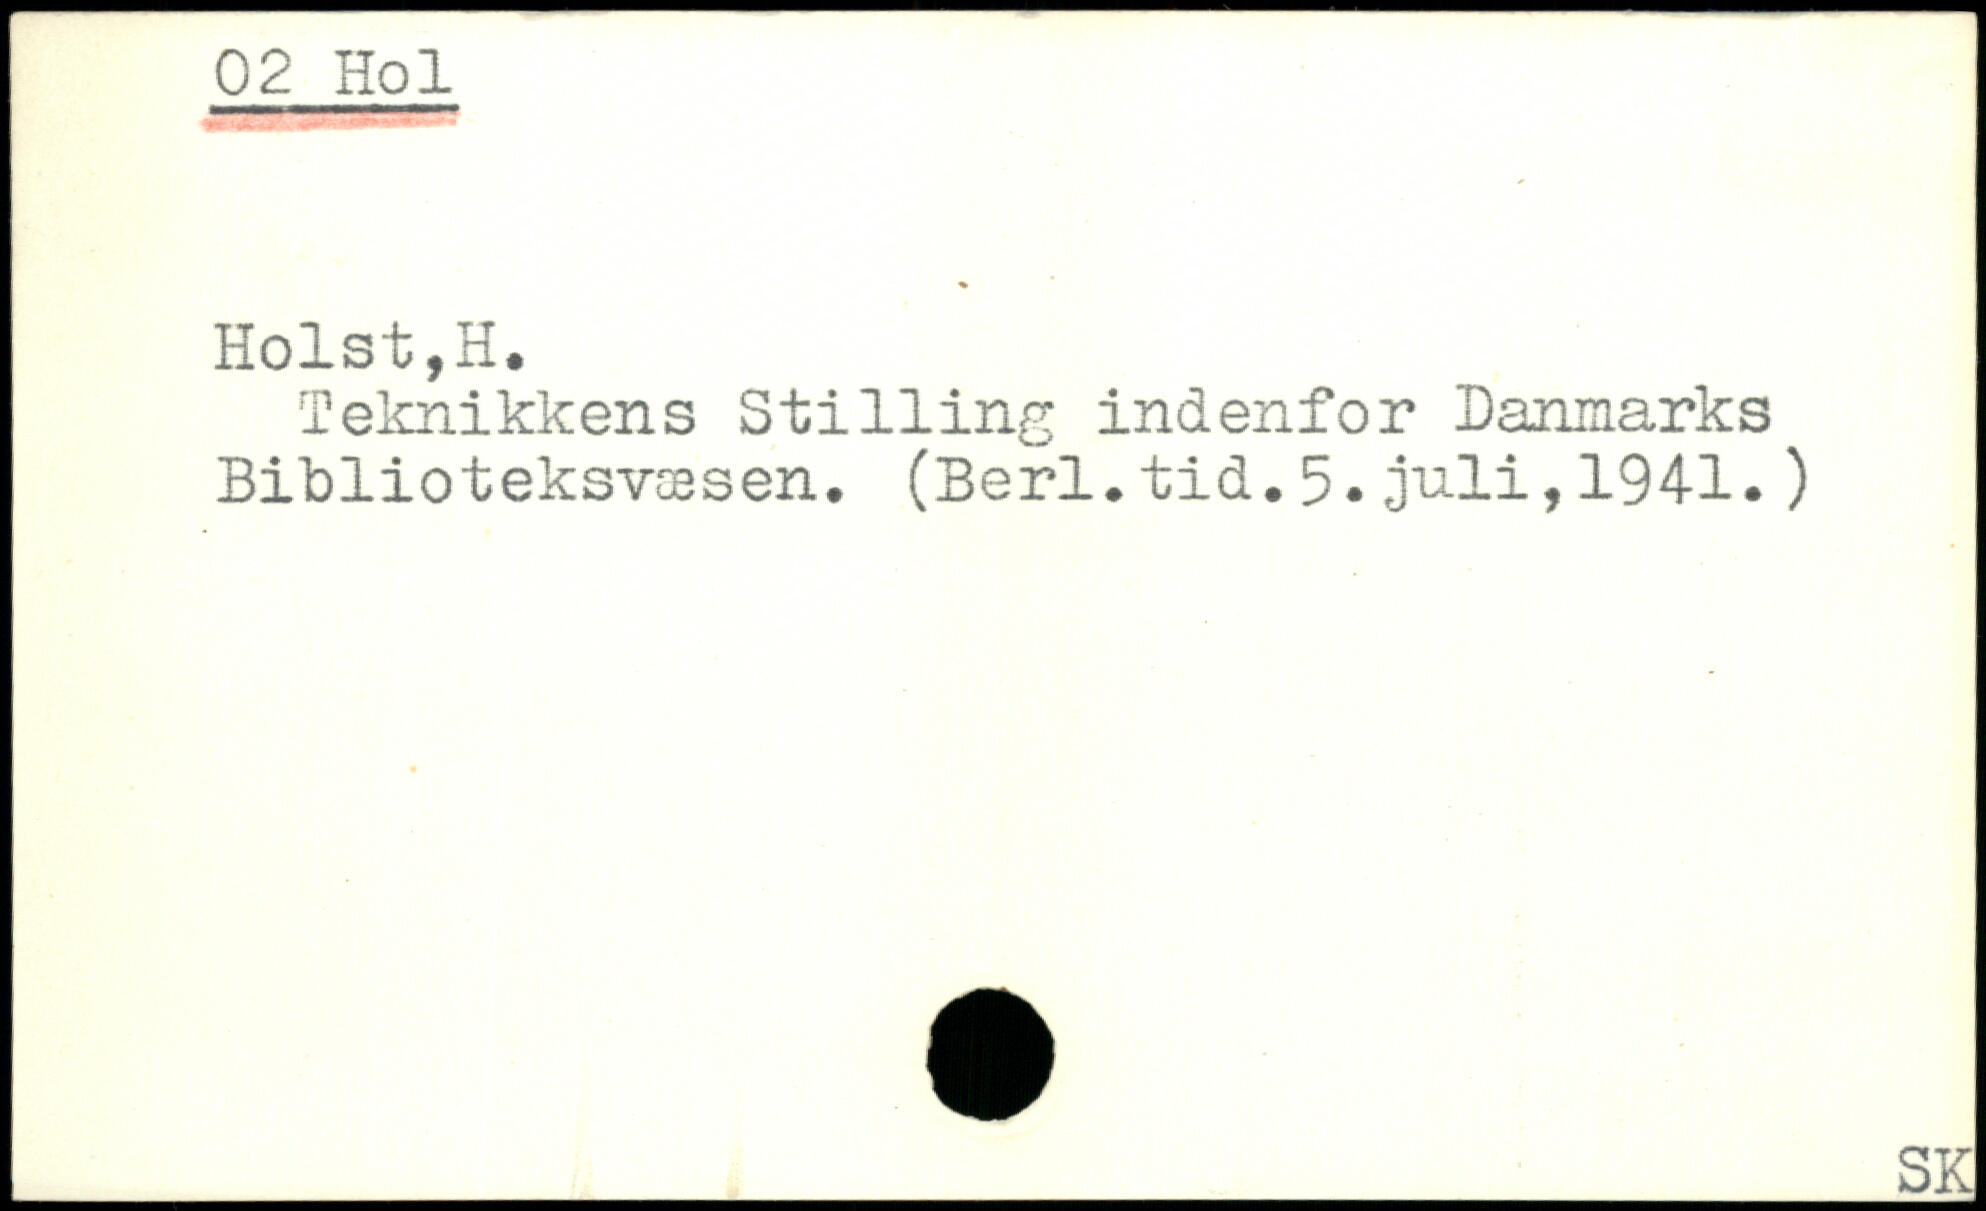 02 Hol
Holst,H.
Teknikkens Stilling indenfor Danmarks
Biblioteksvæsen. (Berl.tid.5.juli,1941.)
SK